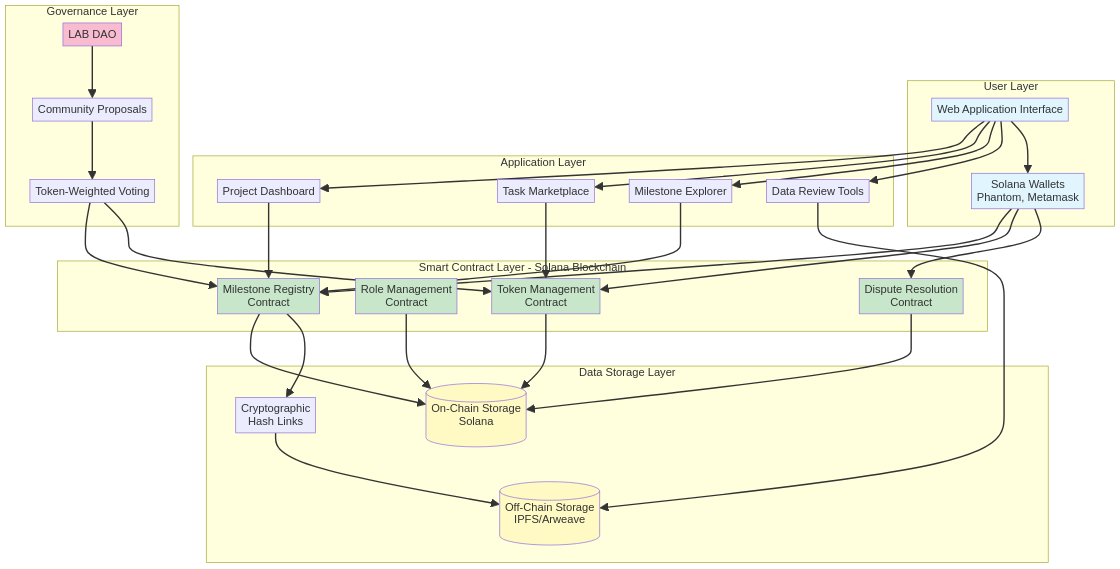 Governance Layer
LAB DAO
Community Proposals
Token-Weighted Voting
User Layer
Web Application Interface
Solana Wallets
Phantom, Metamask
Application Layer
Project Dashboard
Task Marketplace
Milestone Explorer
Data Review Tools
Smart Contract Layer - Solana Blockchain
Milestone Registry
Contract
Role Management
Contract
Token Management
Contract
Dispute Resolution
Contract
Data Storage Layer
Cryptographic
Hash Links
On-Chain Storage
Solana
Off-Chain Storage
IPFS/Arweave